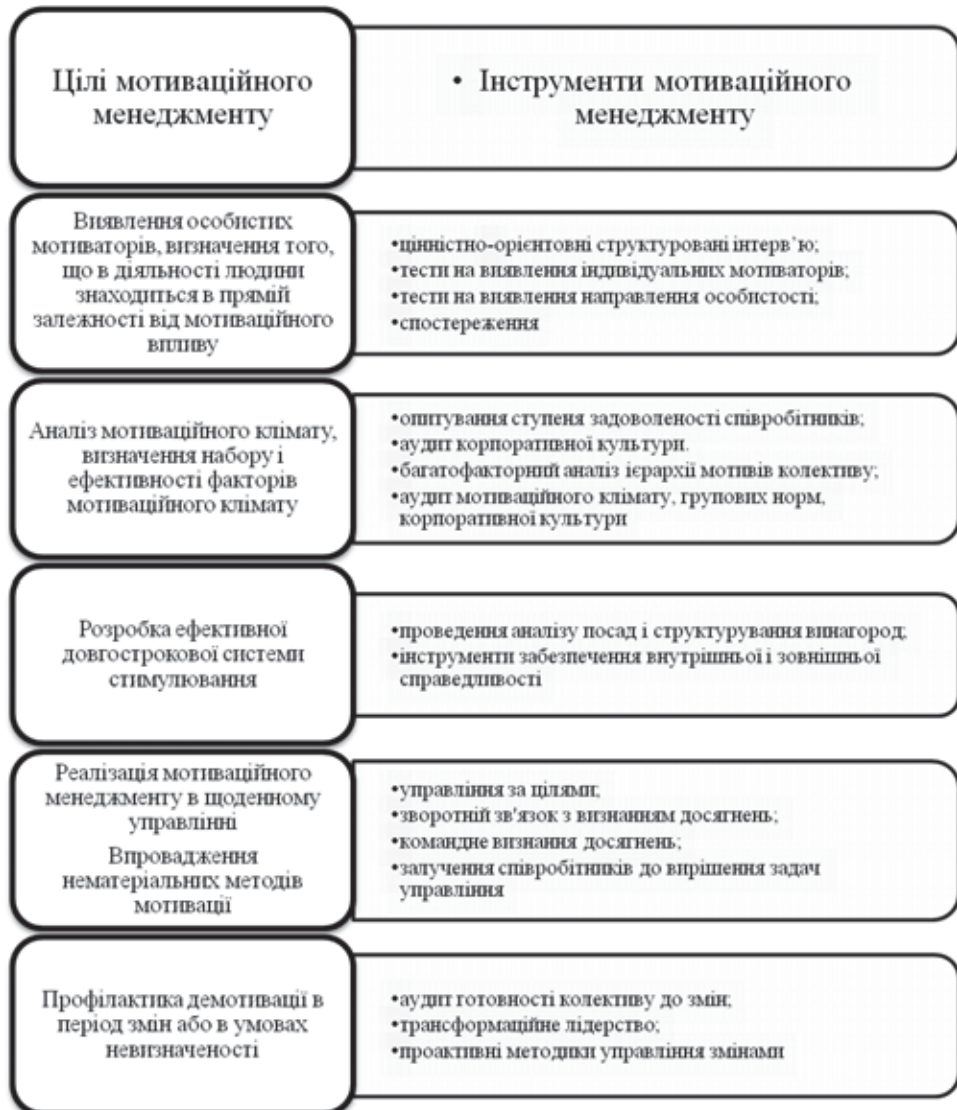 Цілі мотиваційного
менеджменту
• Інструменти мотиваційного
менеджменту
Виявлення особистих
мотиваторів, визначення того,
що в діяльності людини
знаходиться в прямій
залежності від мотиваційного
впливу
•цінністно-орієнтовні структуровані інтерв’ю;
•тести на виявлення індивідуальних мотиваторів;
•тести на виявлення направлення особистості;
•спостереження
Аналіз мотиваційного клімату,
визначення набору і
ефективності факторів
мотиваційного клімату
•опитування ступеня задоволеності співробітників;
•аудит корпоративної культури.
•багатофакторний аналіз ієрархії мотивів колективу;
•аудит мотиваційного клімату, групових норм,
корпоративної культури
Розробка ефективної
довгострокової системи
стимулювання
•проведення аналізу посад і структурування винагород;
•інструменти забезпечення внутрішньої і зовнішньої
справедливості
Реалізація мотиваційного
менеджменту в щоденному
управлінні
Впровадження
нематеріальних методів
мотивації
•управління за цілями;
•зворотній зв'язок з визнанням досягнень;
•командне визнання досягнень;
•залучення співробітників до вирішення задач
управління
Профілактика демотивації в
період змін або в умовах
невизначеності
•аудит готовності колективу до змін;
•трансформаційне лідерство;
•проактивні методики управління змінами